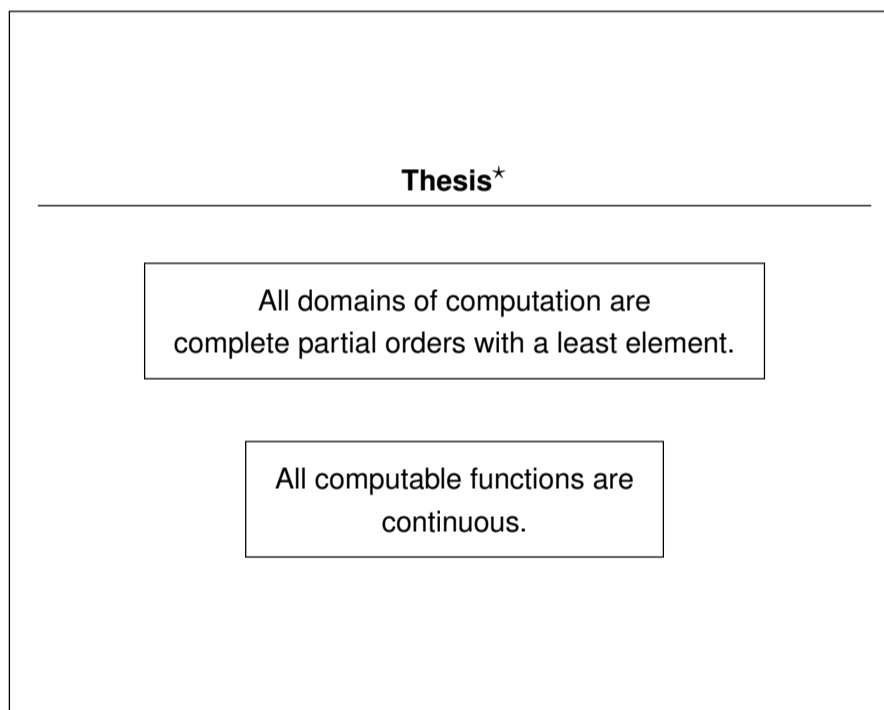 Thesis*
All domains of computation are
complete partial orders with a least element.
All computable functions are
continuous.